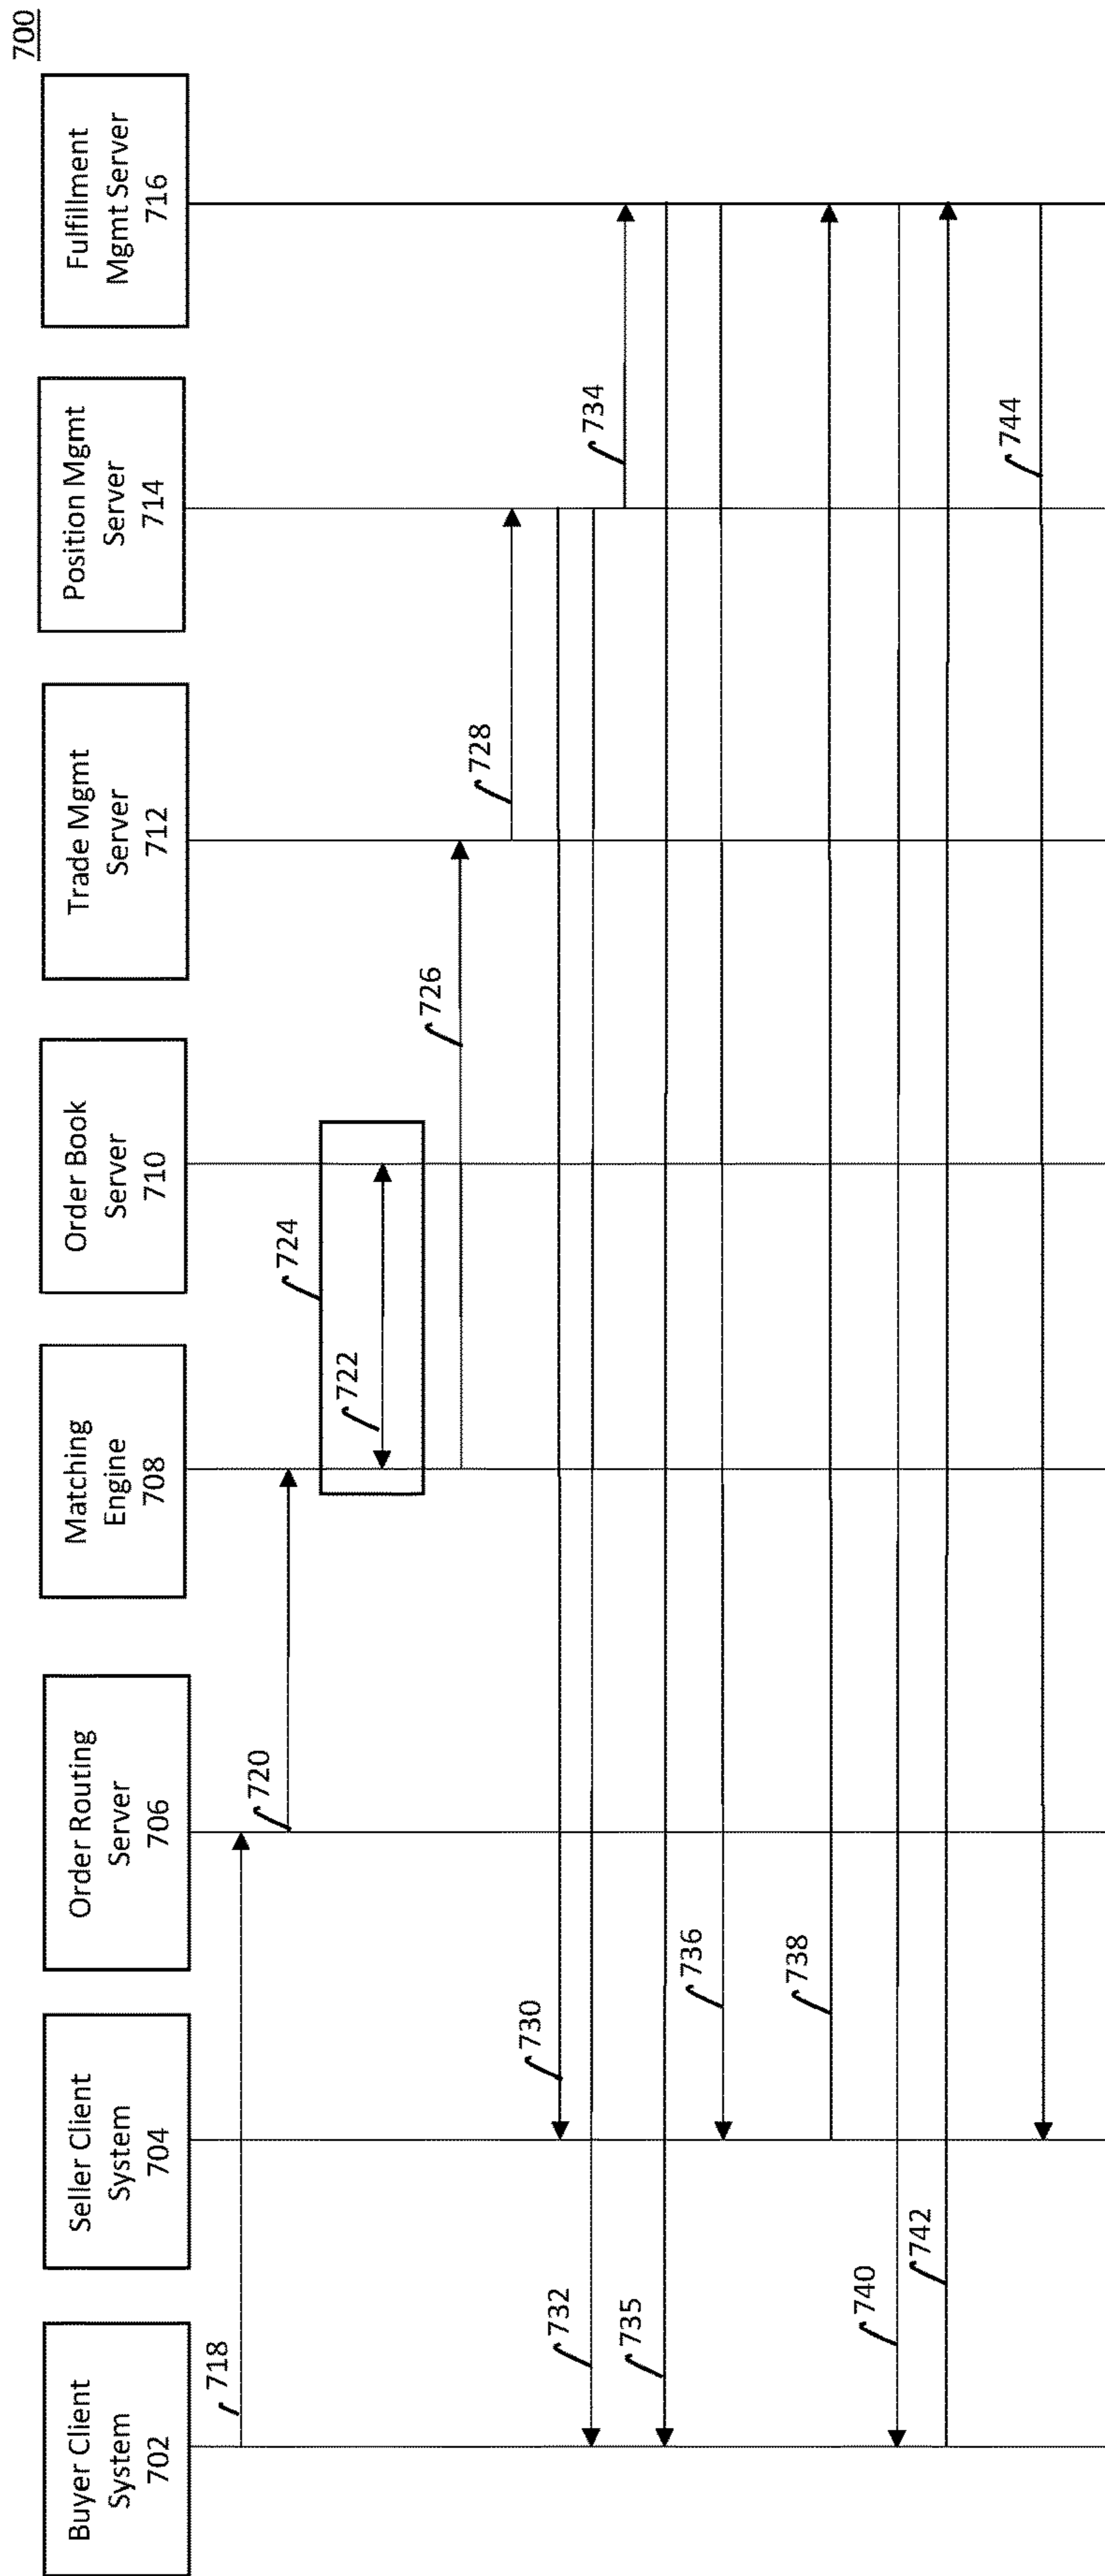 700
Buyer Client
System
702
Seller Client
System
704
Order Routing
Server
706
Matching
Engine
708
Order Book
Server
710
Trade Mgmt
Server
712
Position Mgmt
Server
714
Fulfillment
Mgmt Server
716
718
720
724
722
726
728
730
732
734
735
736
738
740
742
744